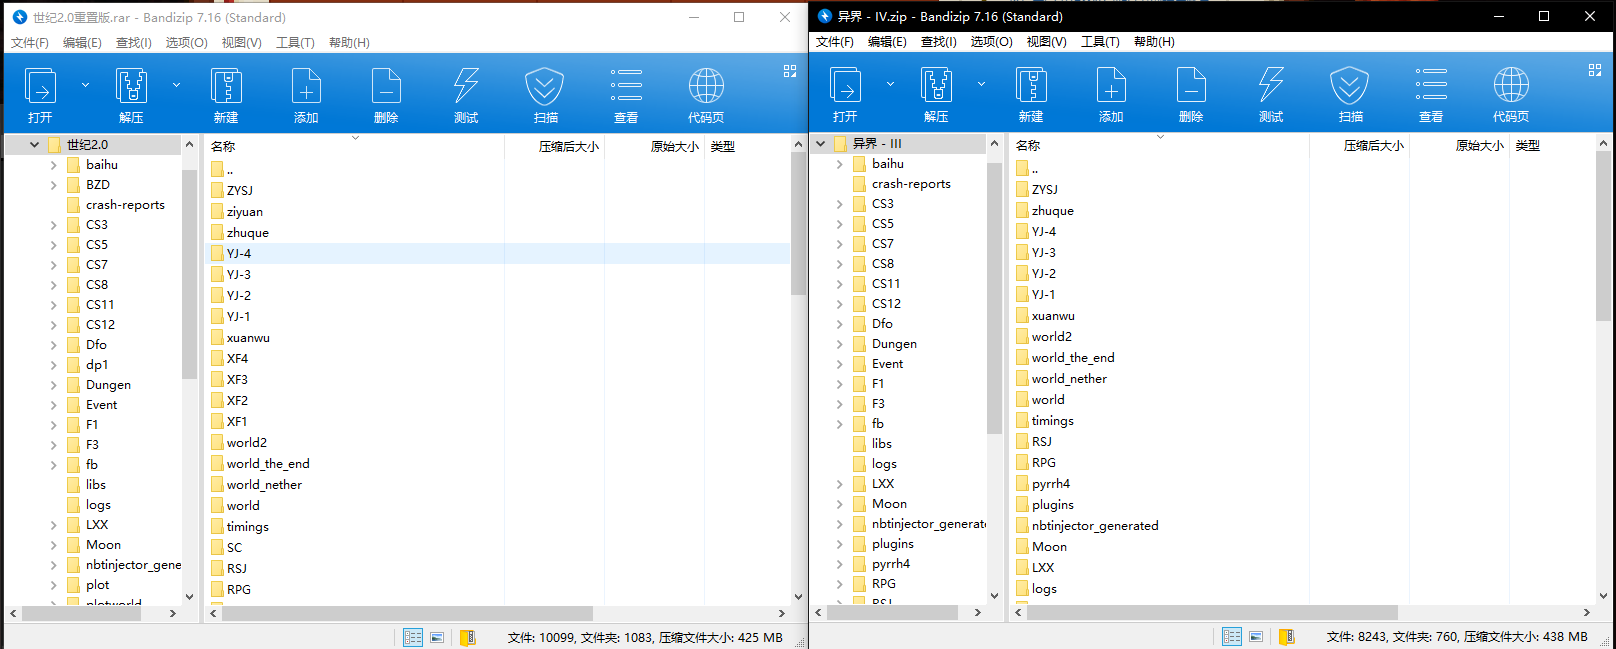 世纪2.0重置版.rar - Bandizip 7.16 (Standard)
文件(F) 编辑(E) 查找(I) 选项(O) 视图(V) 工具(T) 帮助(H)
打开 解压 新建 添加 删除 测试 扫描 查看 代码页
世纪2.0
baihu
BZD
crash-reports
CS3
CS5
CS7
CS8
CS11
CS12
Dfo
dp1
Dungen
Event
F1
F3
fb
libs
logs
LXX
Moon
nbtinjector_gene
plot
plotworld
名称 压缩后大小 原始大小 类型
..
ZYSJ
ziyuan
zhuque
YJ-4
YJ-3
YJ-2
YJ-1
xuanwu
XF4
XF3
XF2
XF1
world2
world_the_end
world_nether
world
timings
SC
RSJ
RPG
文件: 10099, 文件夹: 1083, 压缩文件大小: 425 MB
异界 - IV.zip - Bandizip 7.16 (Standard)
文件(F) 编辑(E) 查找(I) 选项(O) 视图(V) 工具(T) 帮助(H)
打开 解压 新建 添加 删除 测试 扫描 查看 代码页
异界 - III
baihu
crash-reports
CS3
CS5
CS7
CS8
CS11
CS12
Dfo
Dungen
Event
F1
F3
fb
libs
logs
LXX
Moon
nbtinjector_generate
plugins
pyrrh4
RPG
RSJ
名称 压缩后大小 原始大小 类型
..
ZYSJ
zhuque
YJ-4
YJ-3
YJ-2
YJ-1
xuanwu
world2
world_the_end
world_nether
world
timings
RSJ
RPG
pyrrh4
plugins
nbtinjector_generated
Moon
LXX
logs
文件: 8243, 文件夹: 760, 压缩文件大小: 438 MB